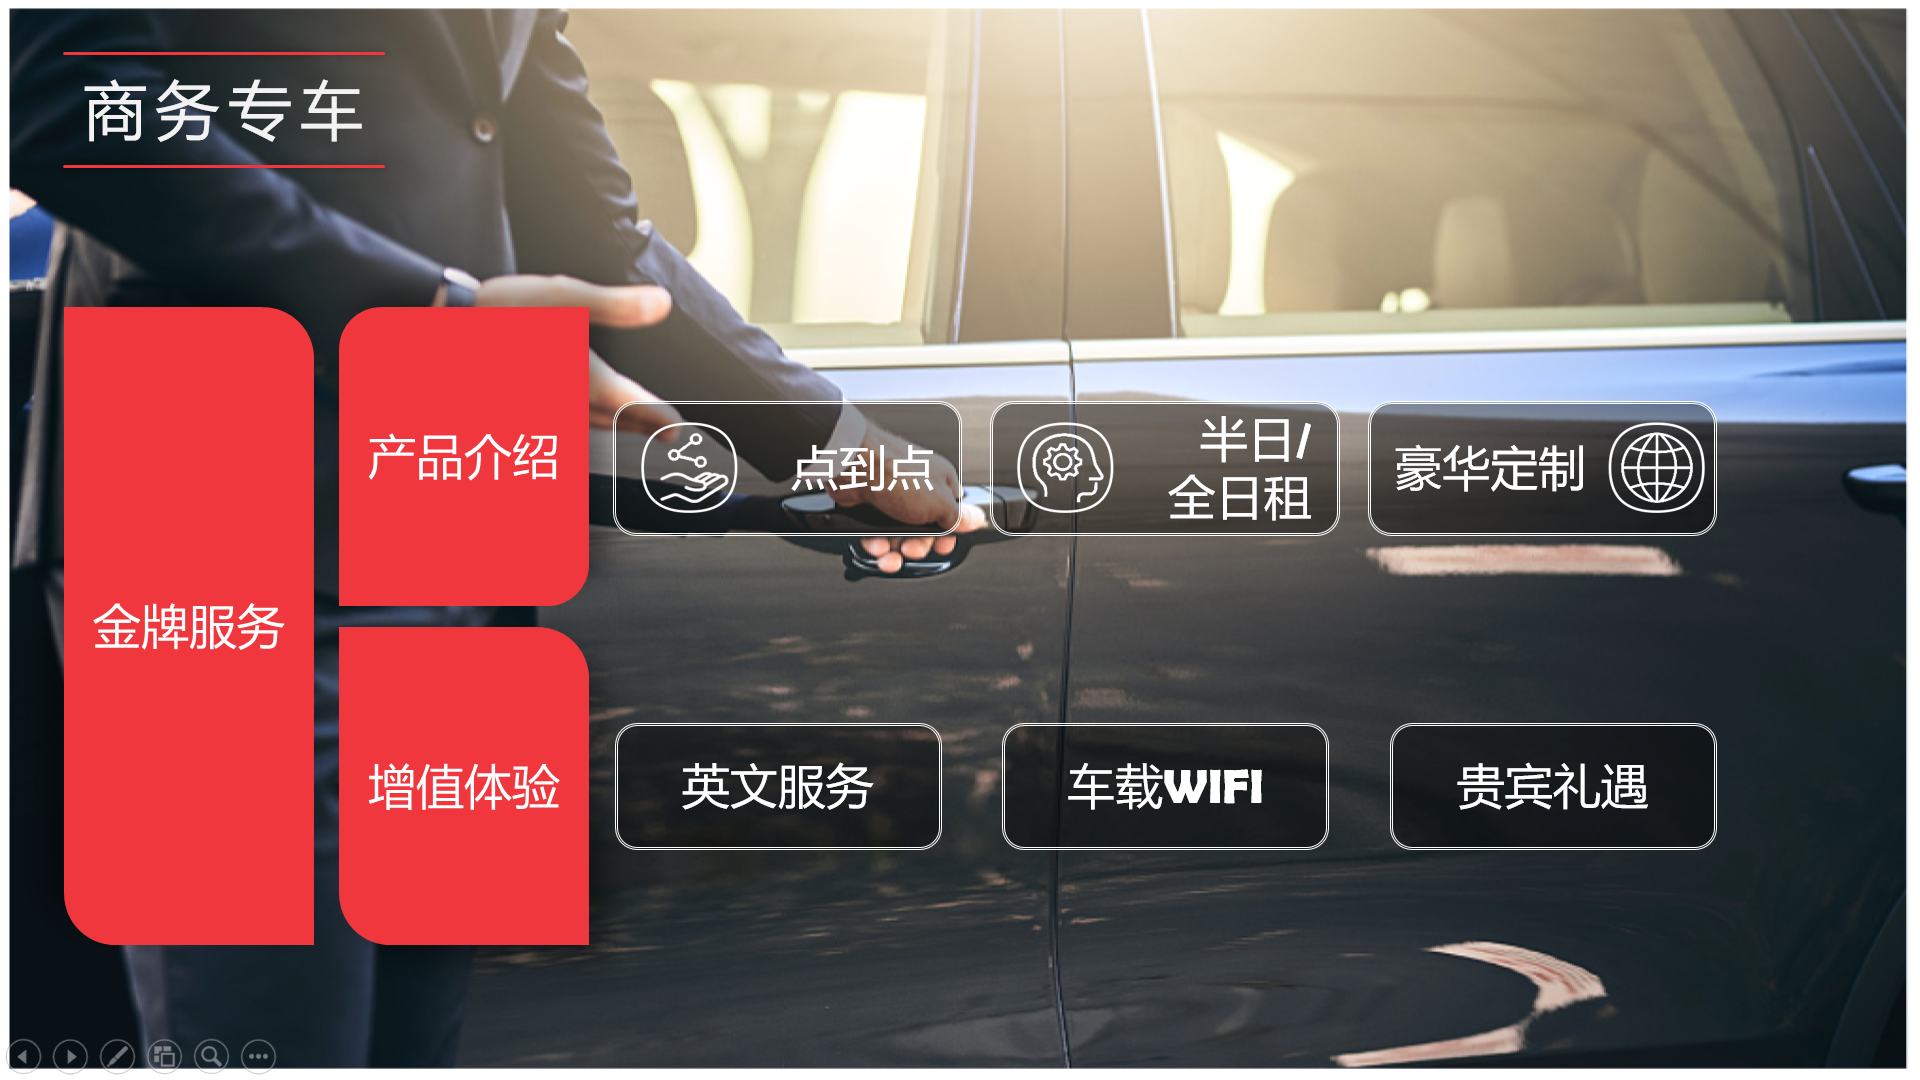 商务专车
金牌服务
产品介绍
点到点
半日/
全日租
豪华定制
增值体验
英文服务
车载WIFI
贵宾礼遇